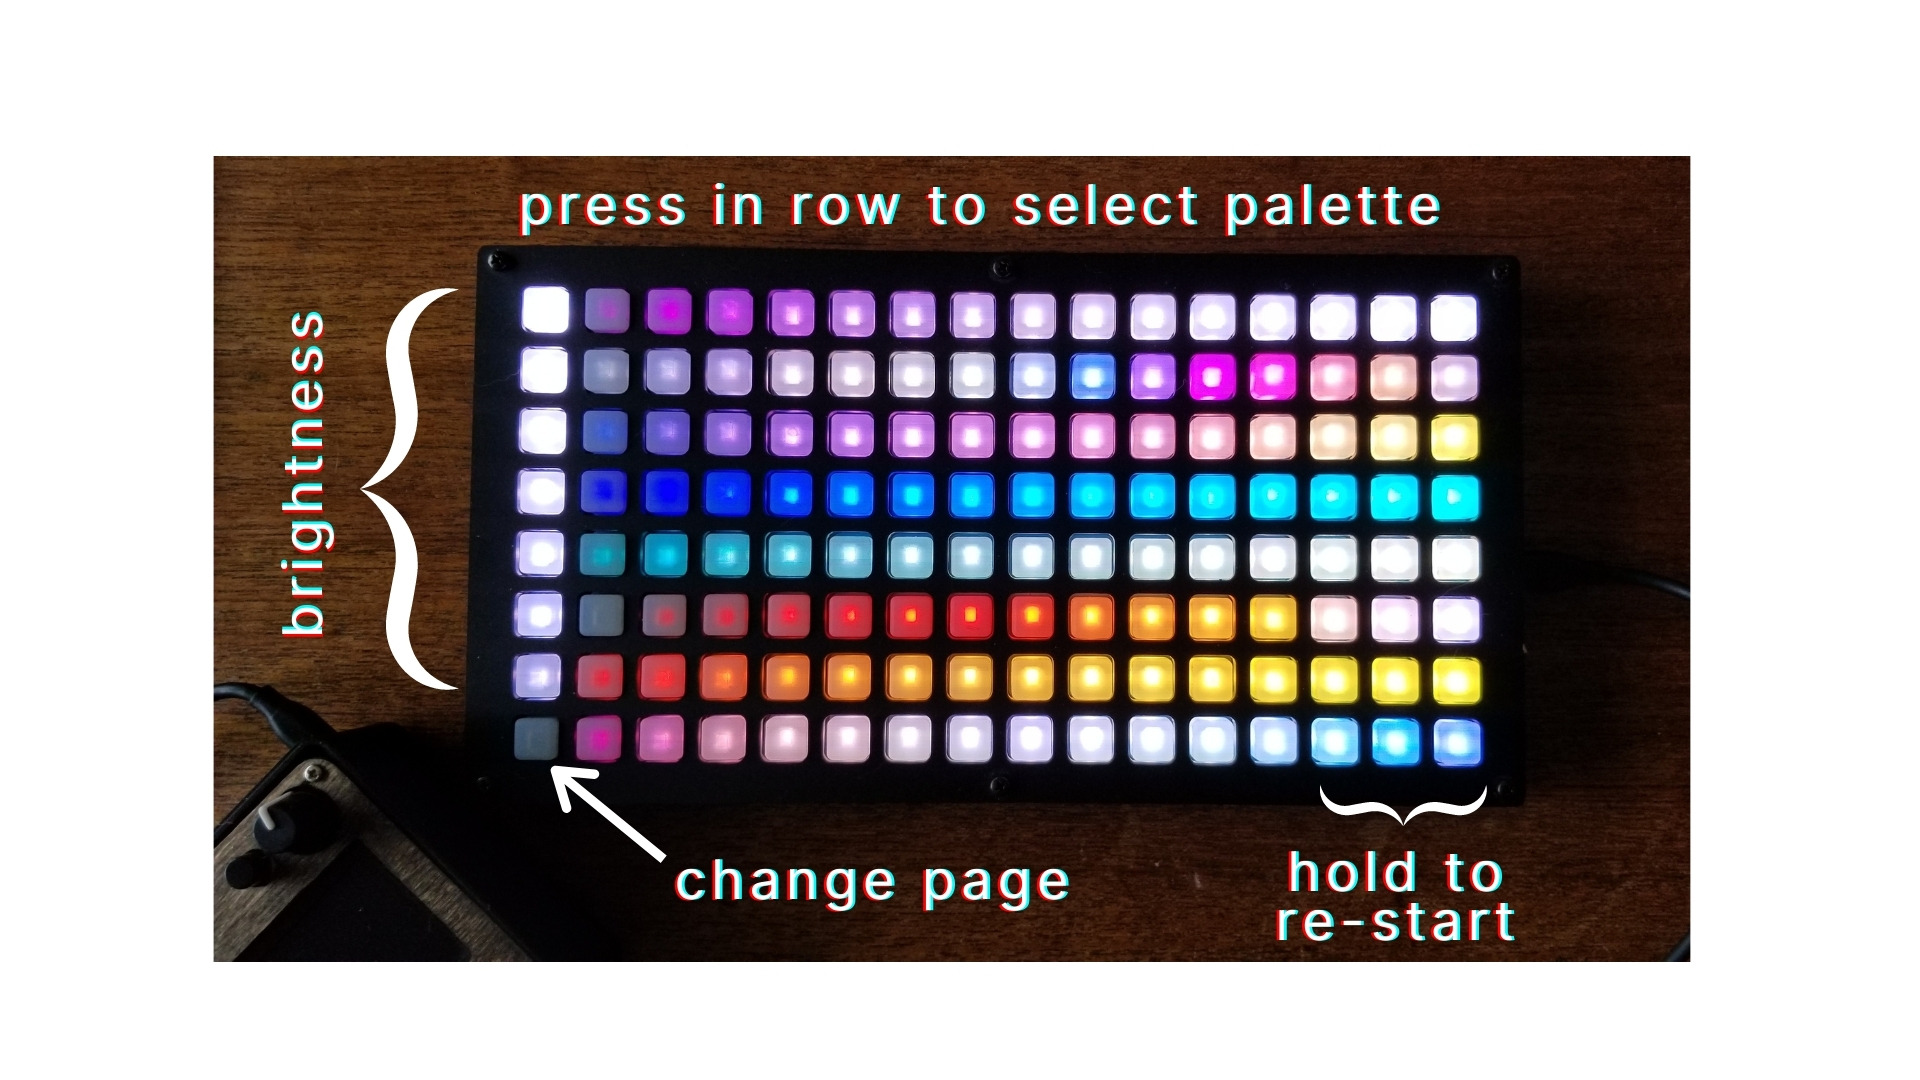 press in row to select palette
brightness
change page
hold to
re-start